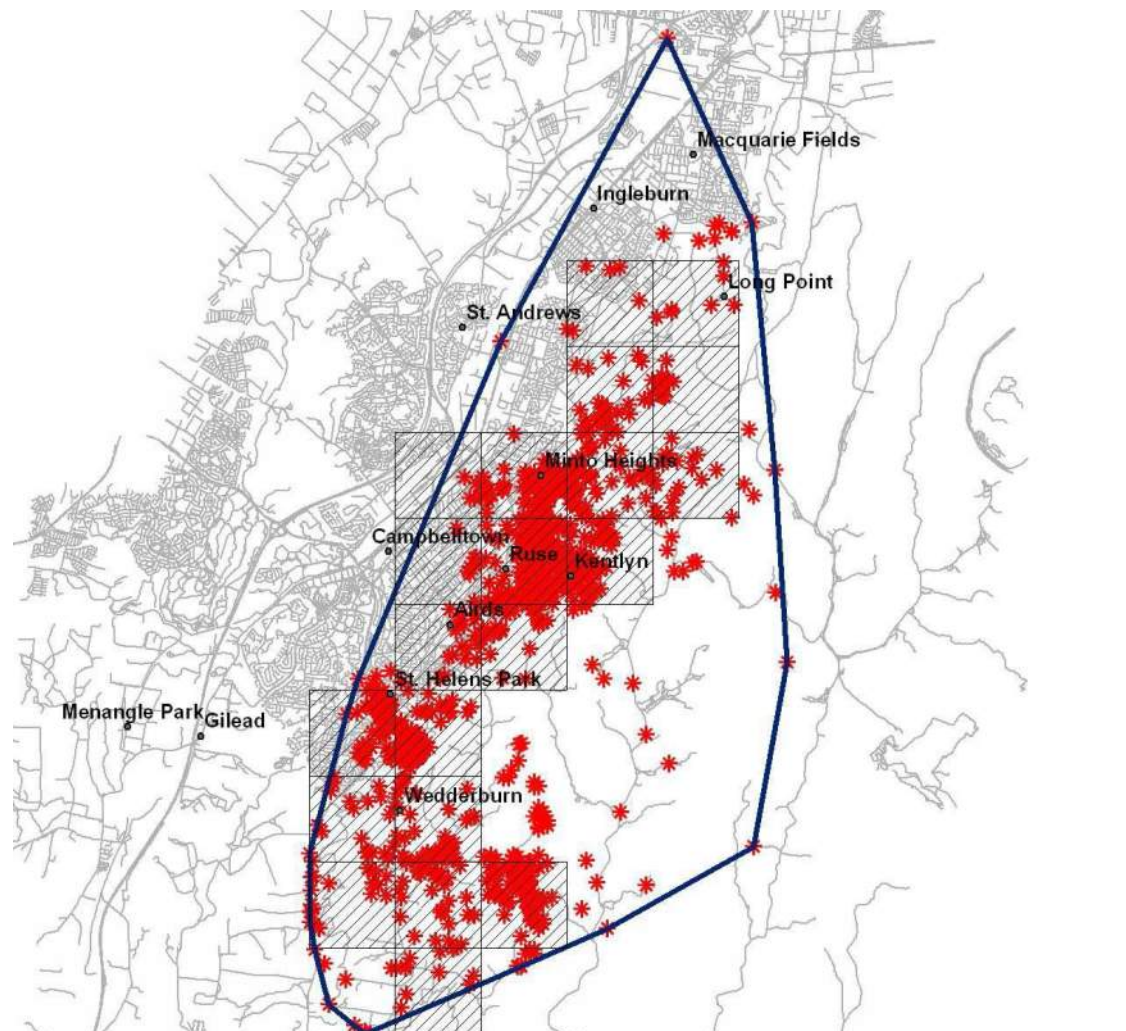 Macquarie Fields
Ingleburn
Long Point
St. Andrews
Minto Heights
Campbelltown
Ruse
Kentlyn
Airds
St. Helens Park
Menangle Park
Gilead
Wedderburn